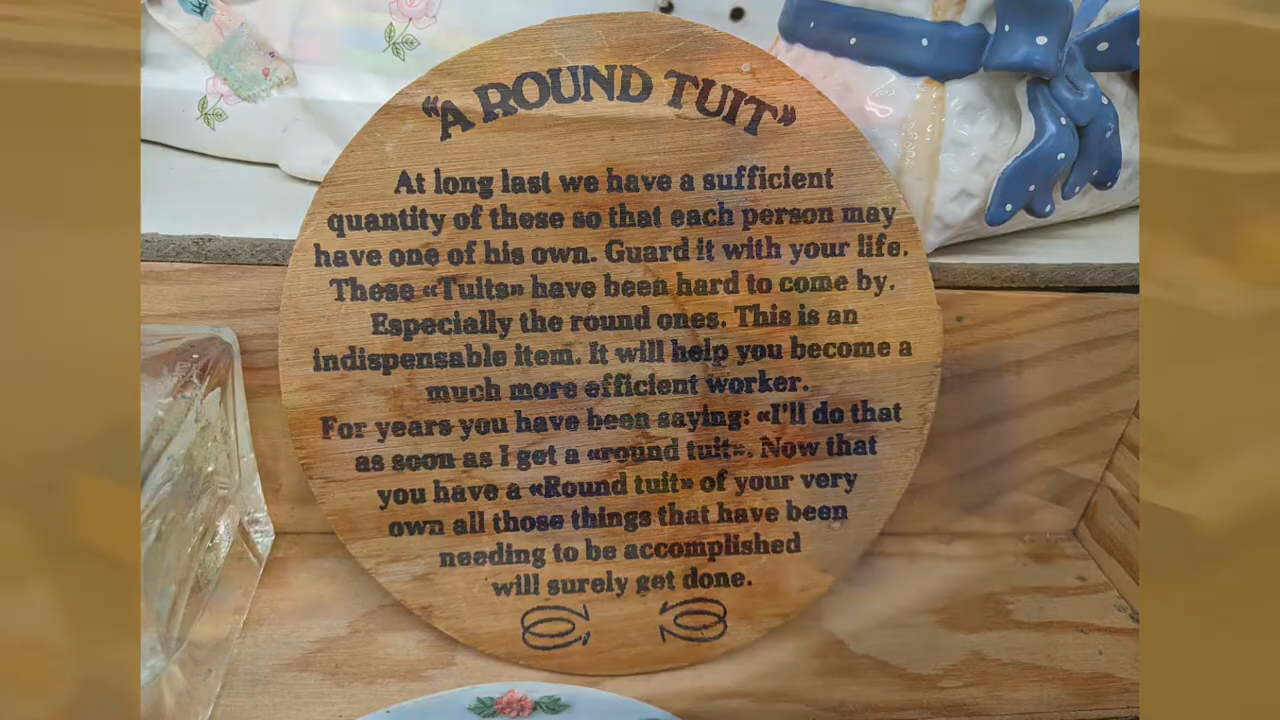 “A ROUND TUIT”
At long last we have a sufficient
quantity of these so that each person may
have one of his own. Guard it with your life.
These «Tuits» have been hard to come by.
Especially the round ones. This is an
indispensable item. It will help you become a
much more efficient worker.
For years you have been saying: «I'll do that
as soon as I get a «round tuit». Now that
you have a «Round tuit» of your very
own all those things that have been
needing to be accomplished
will surely get done.